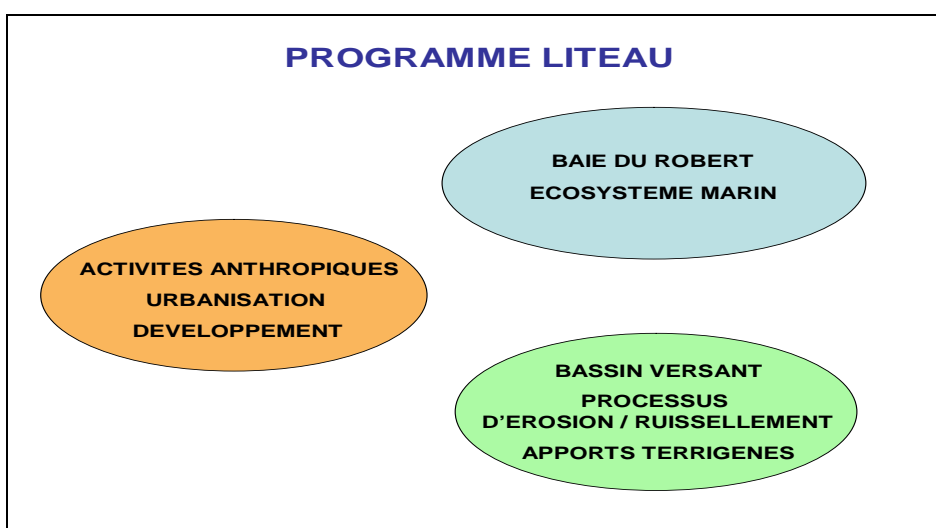 PROGRAMME LITEAU
BAIE DU ROBERT
ECOSYSTEME MARIN
ACTIVITES ANTHROPIQUES
URBANISATION
DEVELOPPEMENT
BASSIN VERSANT
PROCESSUS
D'EROSION / RUISSELLEMENT
APPORTS TERRIGENES